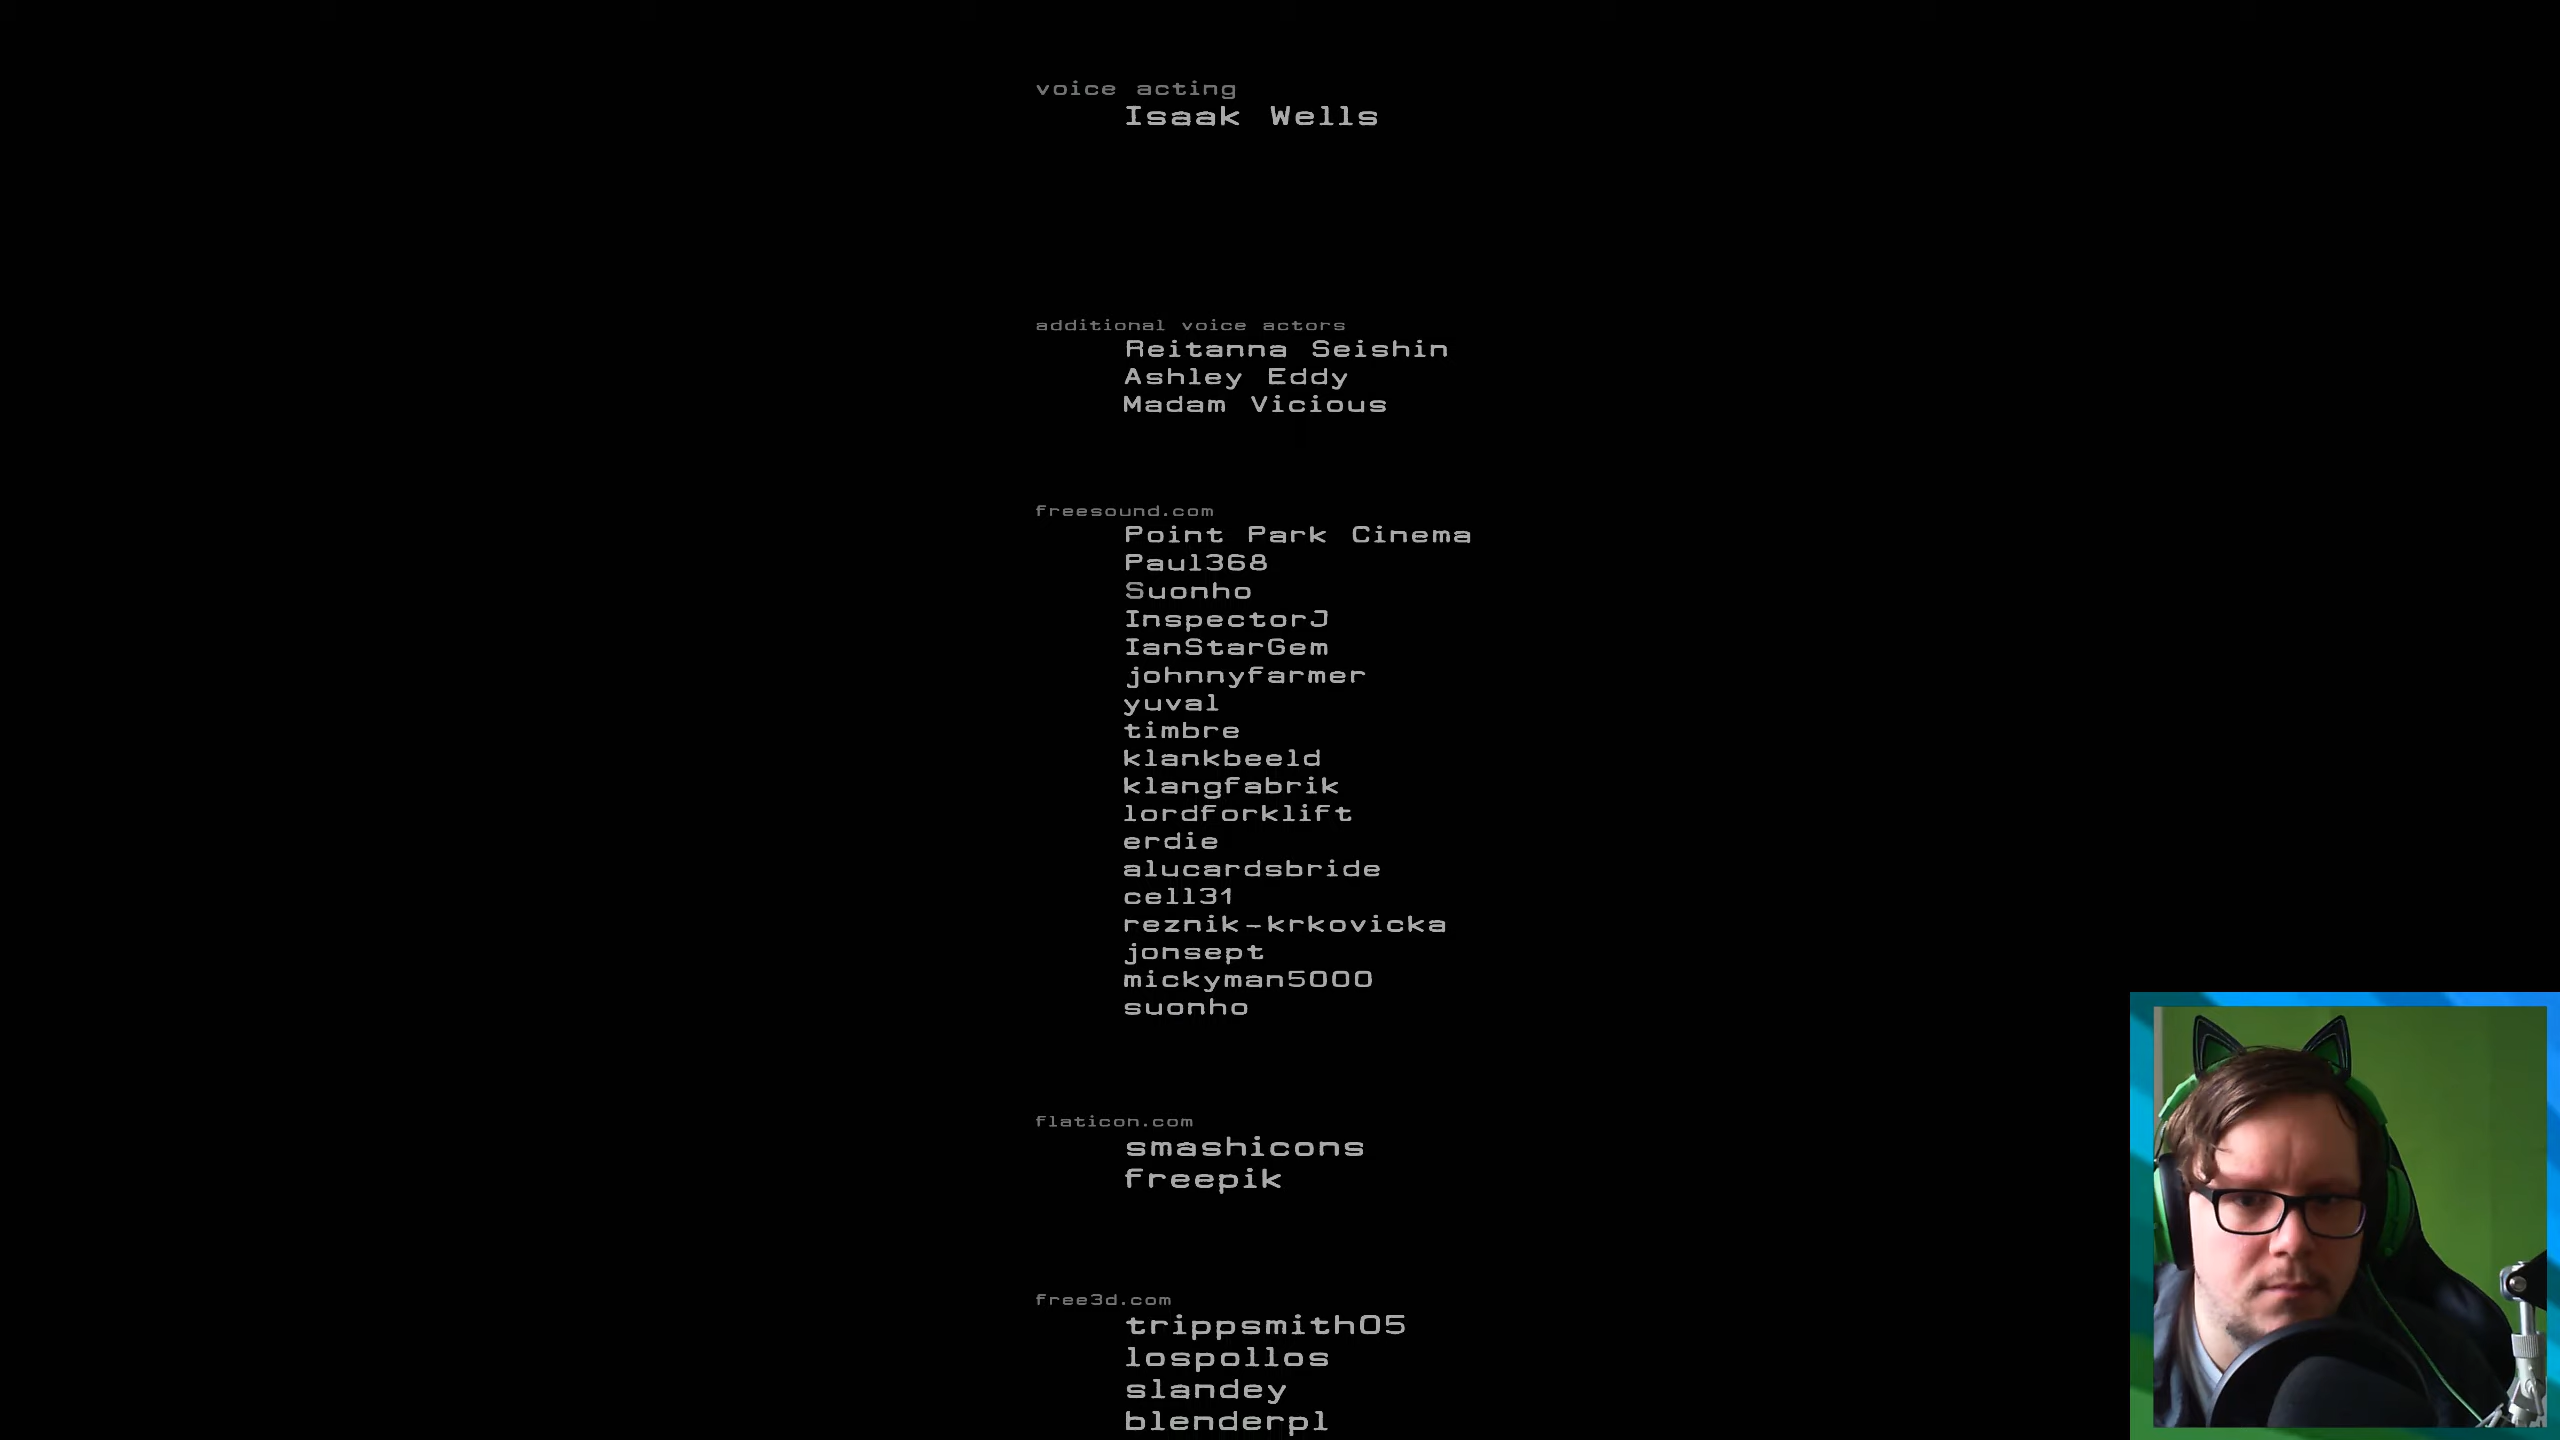 voice acting
Isaak Wells
additional voice actors
Reitanna Seishin
Ashley Eddy
Madam Vicious
freesound.com
Point Park Cinema
Paul368
Suonho
InspectorJ
IanStarGem
johnnyfarmer
yuval
timbre
klankbeeld
klangfabrik
lordforklift
erdie
alucardsbride
cell31
reznik-krkovicka
jonsept
mickyman5000
suonho
flaticon.com
smashicons
freepik
free3d.com
trippsmith05
lospollos
slandey
blenderpl